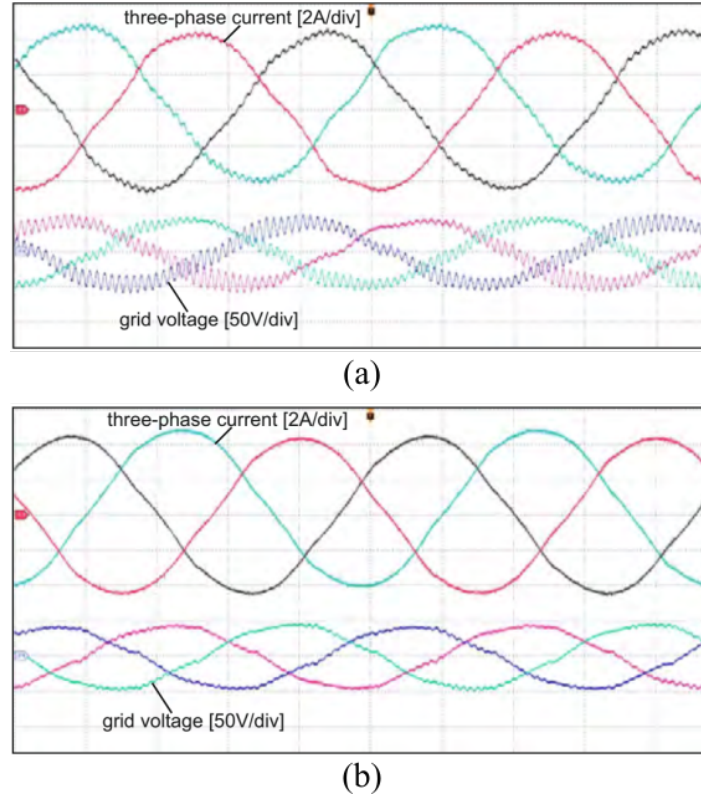 three-phase current [2A/div]
grid voltage [50V/div]
(a)
three-phase current [2A/div]
grid voltage [50V/div]
(b)